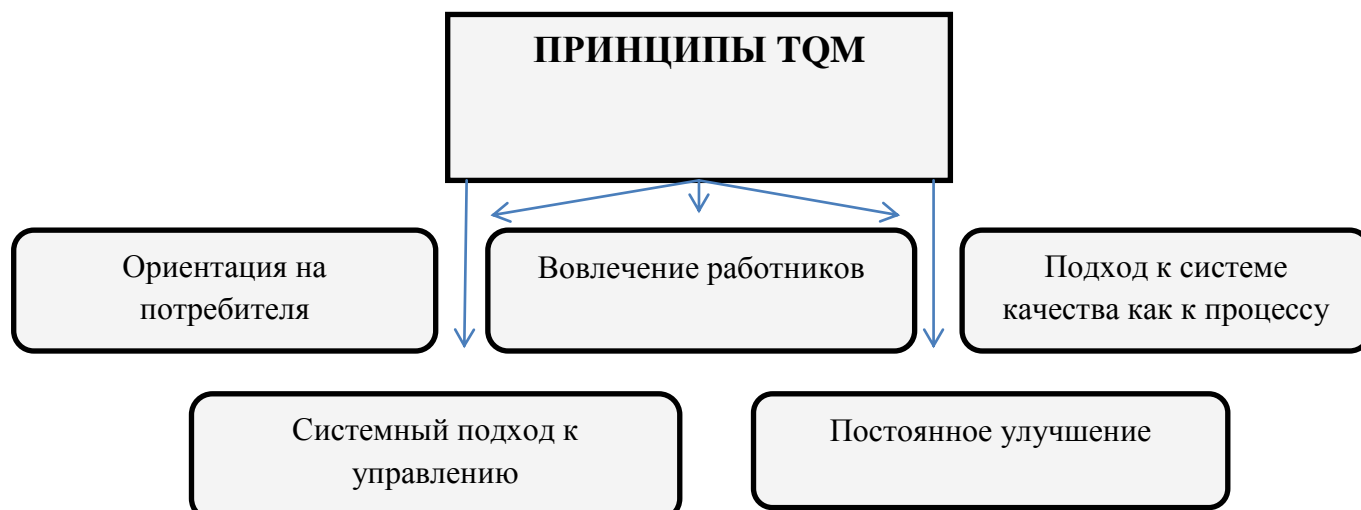 ПРИНЦИПЫ TQM
Ориентация на
потребителя
Вовлечение работников
Подход к системе
качества как к процессу
Системный подход к
управлению
Постоянное улучшение